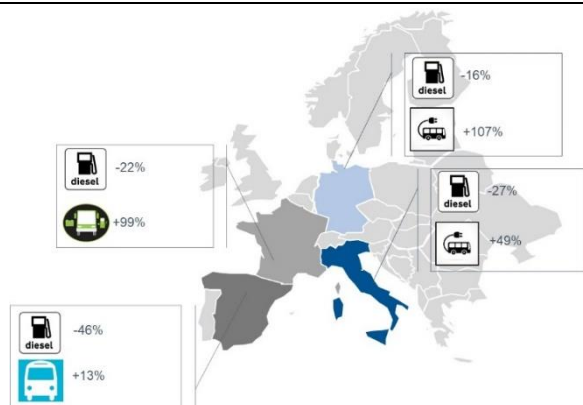 -16%
diesel
+107%
-22%
diesel
+99%
-27%
diesel
+49%
-46%
diesel
+13%